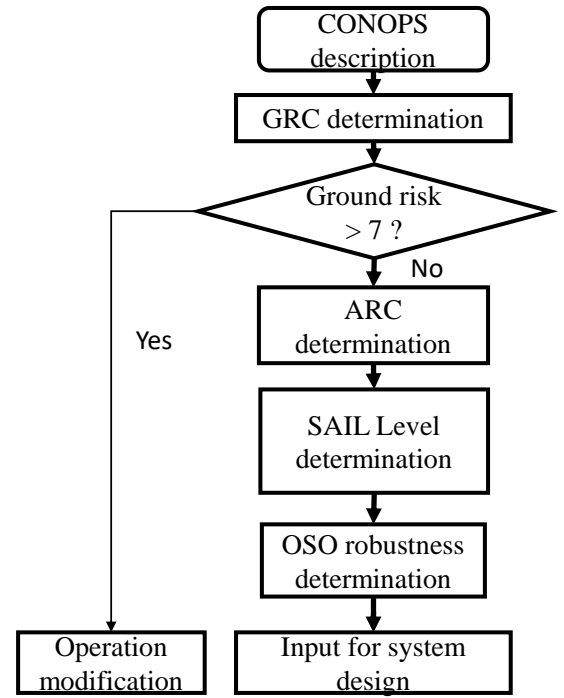 CONOPS
description
GRC determination
Ground risk
> 7 ?
No
Yes
ARC
determination
SAIL Level
determination
OSO robustness
determination
Operation
modification
Input for system
design